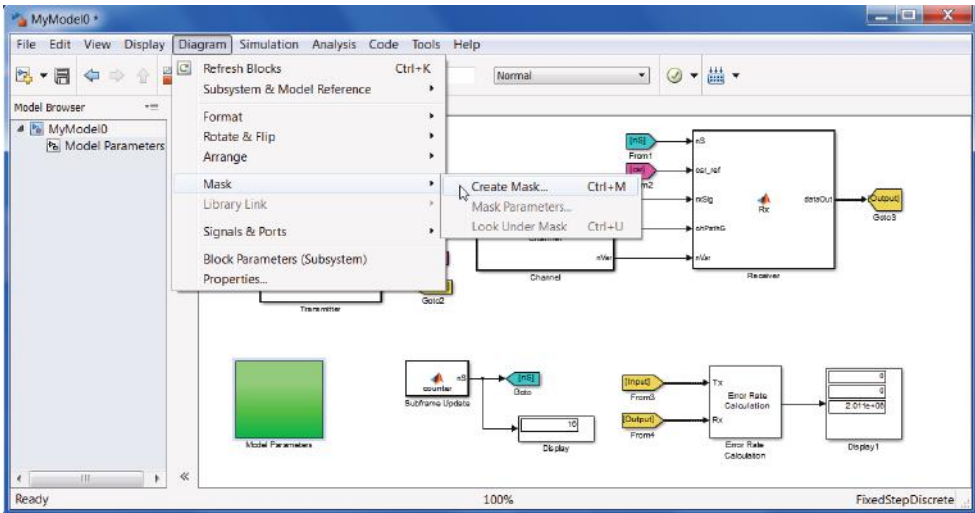 MyModel0 *
File Edit View Display Diagram Simulation Analysis Code Tools Help
Normal
Model Browser
MyModel0
Model Parameters
Refresh Blocks Ctrl+K
Subsystem & Model Reference
Format
Rotate & Flip
Arrange
Mask
Library Link
Signals & Ports
Block Parameters (Subsystem)
Properties...
Create Mask... Ctrl+M
Mask Parameters...
Look Under Mask Ctrl+U
[nS]
From1
nS
osr_ref
rxSig
chPathG
nVar
Rx
dataOut
Receiver
[Output]
Goto3
nVar
Channel
Transmitter
Goto2
Model Parameters
counter
nS
Subframe Update
[nS]
Goto
10
Display
[Input]
From3
[Output]
From4
Tx
Rx
Error Rate
Calculation
Error Rate
Calculation
0
0
2.011e+06
Display1
Ready
100%
FixedStepDiscrete